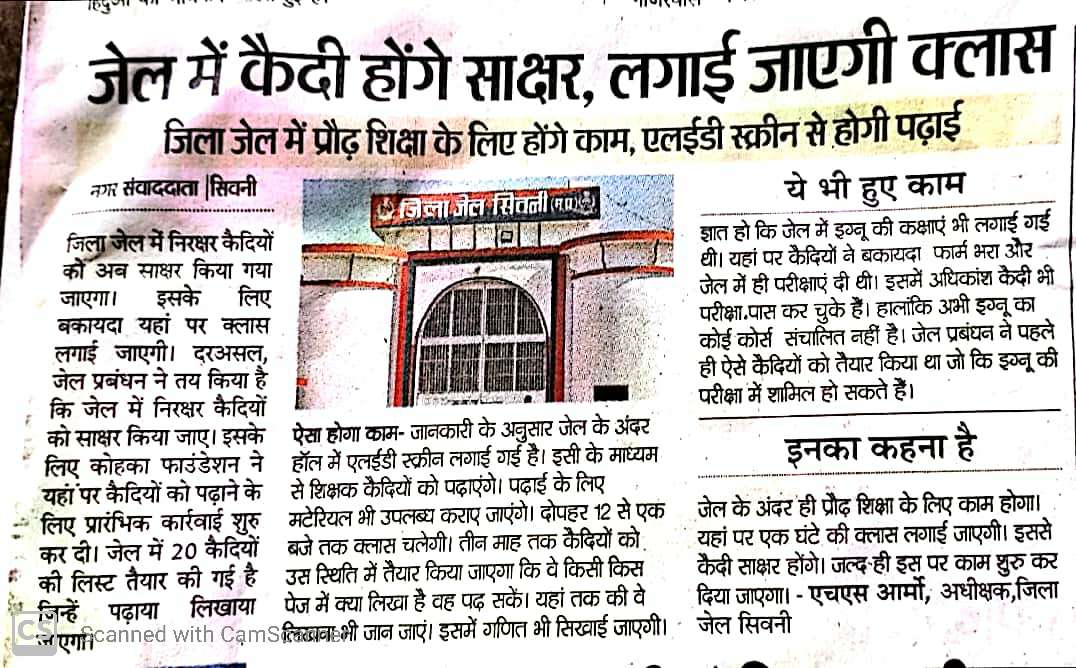 जेल में कैदी होंगे साक्षर, लगाई जाएगी क्लास
जिला जेल में प्रौढ़ शिक्षा के लिए होंगे काम, एलईडी स्क्रीन से होगी पढ़ाई
नगर संवाददाता |सिवनी
जिला जेल में निरक्षर कैदियों
को अब साक्षर किया गया
जाएगा। इसके लिए
बकायदा यहां पर क्लास
लगाई जाएगी। दरअसल,
जेल प्रबंधन ने तय किया है
कि जेल में निरक्षर कैदियों
को साक्षर किया जाए। इसके
लिए कोहका फाउंडेशन ने
यहां पर कैदियों को पढ़ाने के
लिए प्रारंभिक कार्रवाई शुरु
कर दी। जेल में 20 कैदियों
की लिस्ट तैयार की गई है
जिन्हें पढ़ाया लिखाया
जाएगा।
जिला जेल सिवनी (म.प्र)
ऐसा होगा काम- जानकारी के अनुसार जेल के अंदर
हॉल में एलईडी स्क्रीन लगाई गई है। इसी के माध्यम
से शिक्षक कैदियों को पढ़ाएंगे। पढ़ाई के लिए
मटेरियल भी उपलब्ध कराए जाएंगे। दोपहर 12 से एक
बजे तक क्लास चलेगी। तीन माह तक कैदियों को
उस स्थिति में तैयार किया जाएगा कि वे किसी किस
पेज में क्या लिखा है वह पढ़ सकें। यहां तक की वे
लिखना भी जान जाएं। इसमें गणित भी सिखाई जाएगी।
ये भी हुए काम
ज्ञात हो कि जेल में इग्नू की कक्षाएं भी लगाई गई
थी। यहां पर कैदियों ने बकायदा फार्म भरा और
जेल में ही परीक्षाएं दी थी। इसमें अधिकांश कैदी भी
परीक्षा पास कर चुके हैं। हालांकि अभी इग्नू का
कोई कोर्स संचालित नहीं है। जेल प्रबंधन ने पहले
ही ऐसे कैदियों को तैयार किया था जो कि इग्नू की
परीक्षा में शामिल हो सकते हैं।
इनका कहना है
जेल के अंदर ही प्रौढ़ शिक्षा के लिए काम होगा।
यहां पर एक घंटे की क्लास लगाई जाएगी। इससे
कैदी साक्षर होंगे। जल्द ही इस पर काम शुरु कर
दिया जाएगा। - एचएस आर्मो, अधीक्षक,जिला
जेल सिवनी
CS Scanned with CamScanner